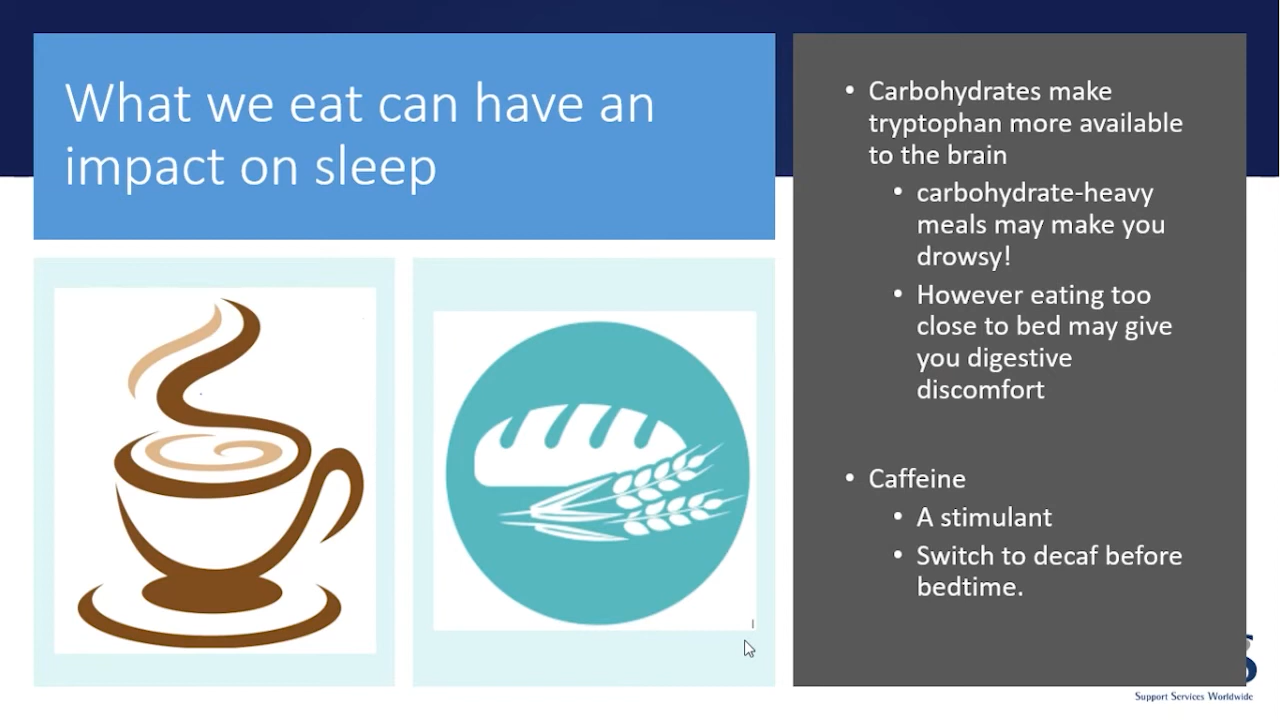 What we eat can have an
impact on sleep
• Carbohydrates make
tryptophan more available
to the brain
• carbohydrate-heavy
meals may make you
drowsy!
• However eating too
close to bed may give
you digestive
discomfort
• Caffeine
• A stimulant
• Switch to decaf before
bedtime.
Support Services Worldwide